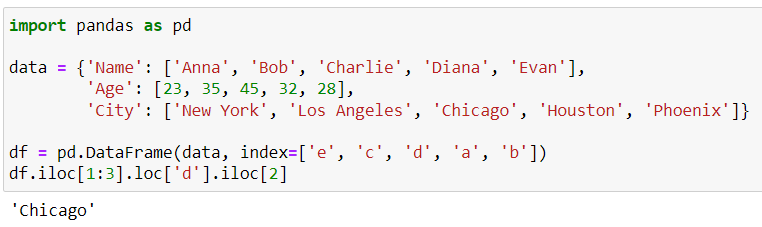 import pandas as pd
data = {'Name': ['Anna', 'Bob', 'Charlie', 'Diana', 'Evan'],
'Age': [23, 35, 45, 32, 28],
'City': ['New York', 'Los Angeles', 'Chicago', 'Houston', 'Phoenix']}
df = pd.DataFrame(data, index=['e', 'c', 'd', 'a', 'b'])
df.iloc[1:3].loc['d'].iloc[2]
'Chicago'